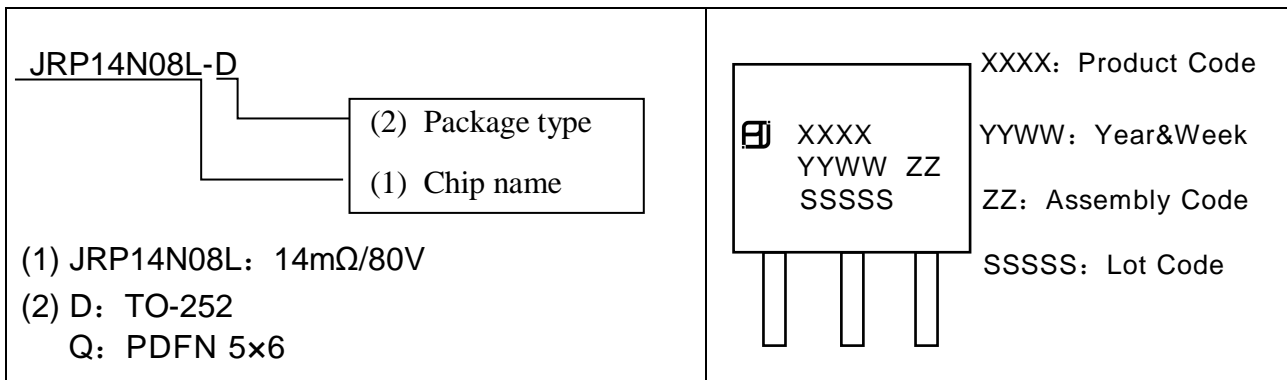 JRP14N08L-D
(2) Package type
(1) Chip name
(1) JRP14N08L：14mΩ/80V
(2) D：TO-252
Q：PDFN 5×6
XXXX
YYWW ZZ
SSSSS
XXXX：Product Code
YYWW：Year&Week
ZZ：Assembly Code
SSSSS：Lot Code